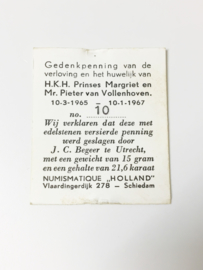 Gedenkpenning van de
verloving en het huwelijk van
H.K.H. Prinses Margriet en
Mr. Pieter van Vollenhoven.
10-3-1965 — 10-1-1967
no. 10
Wij verklaren dat deze met
edelstenen versierde penning
werd geslagen door
J. C. Begeer te Utrecht,
met een gewicht van 15 gram
en een gehalte van 21,6 karaat
NUMISMATIQUE „HOLLAND"
Vlaardingerdijk 278 - Schiedam